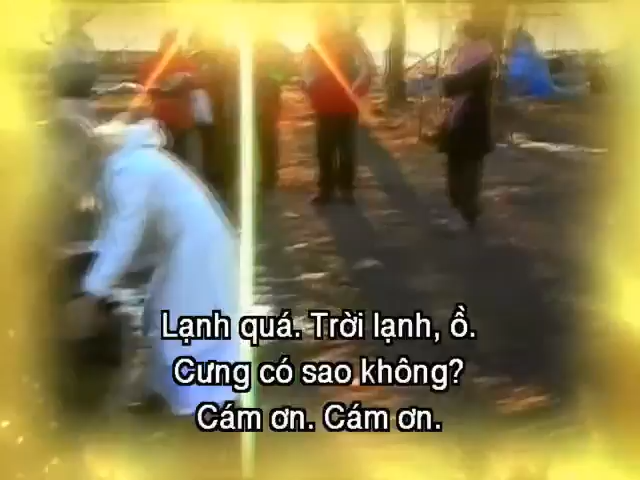 Lạnh quá. Trời lạnh, ồ.
Cưng có sao không?
Cám ơn. Cám ơn.